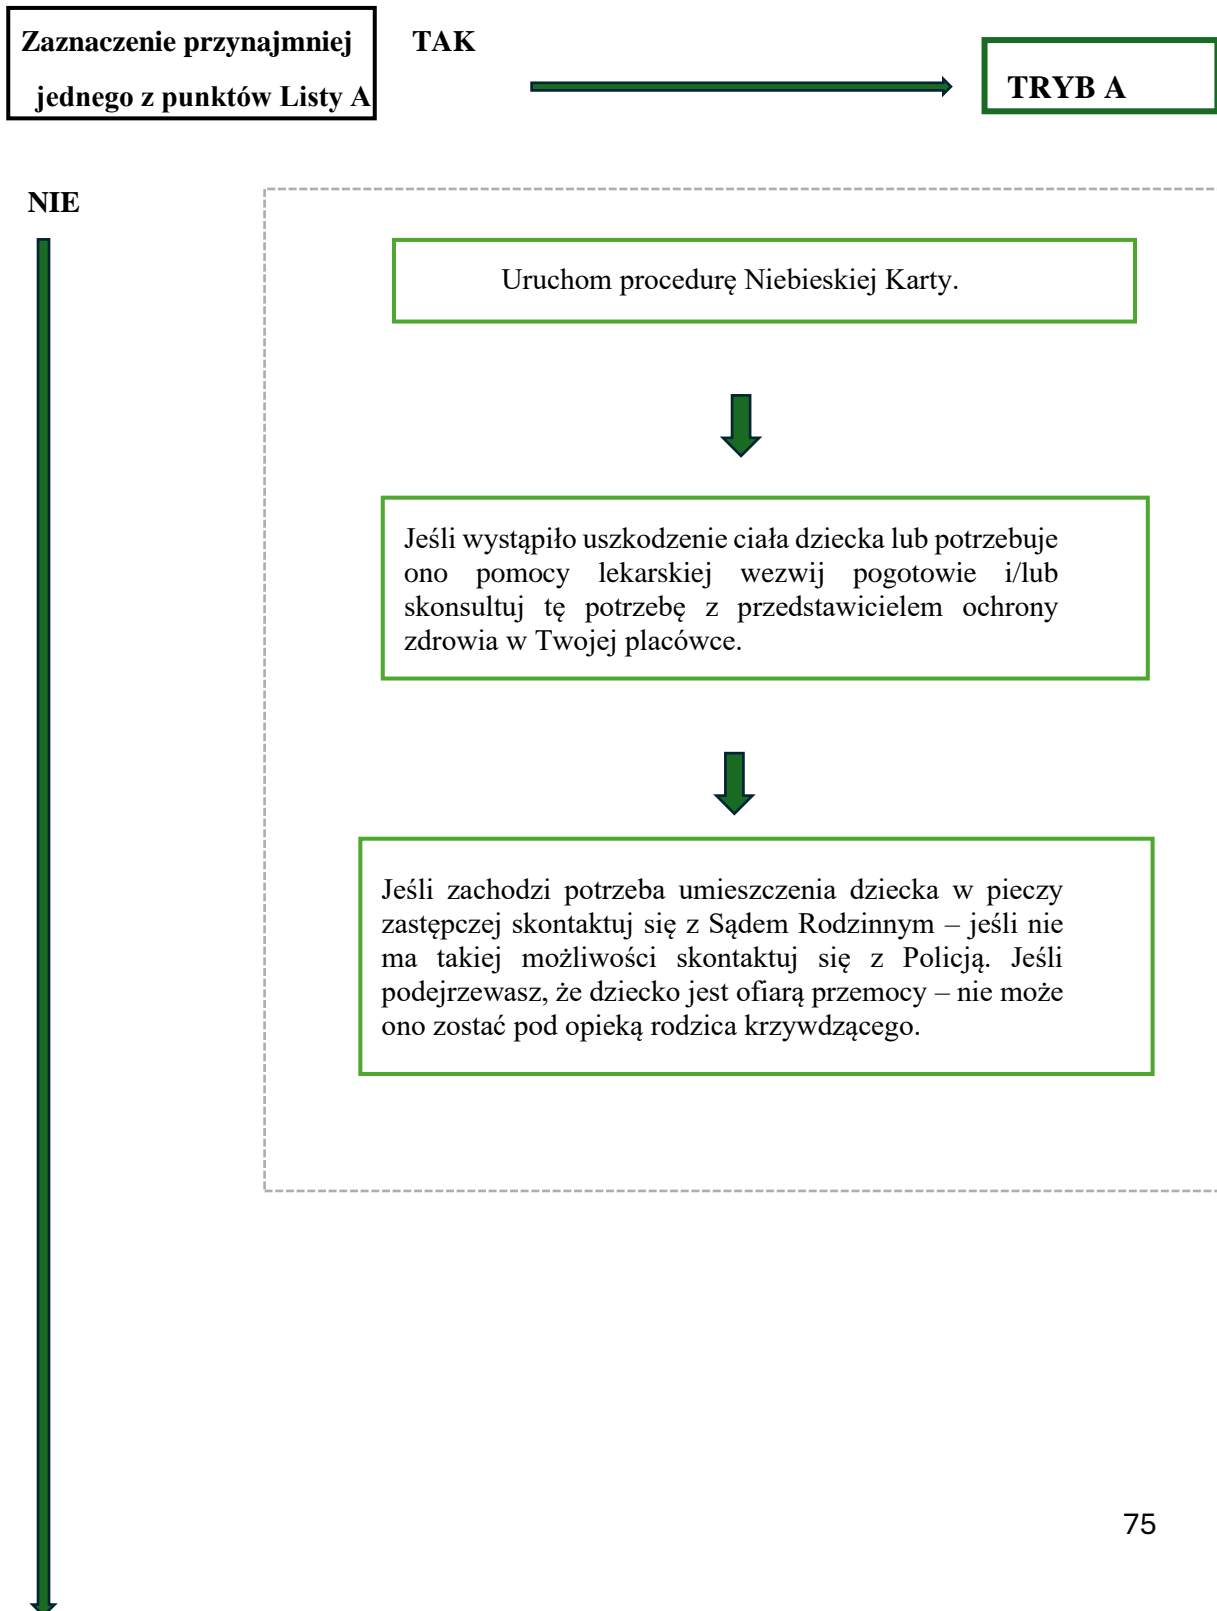 Zaznaczenie przynajmniej
jednego z punktów Listy A
TAK
TRYB A
NIE
Uruchom procedurę Niebieskiej Karty.
Jeśli wystąpiło uszkodzenie ciała dziecka lub potrzebuje
ono pomocy lekarskiej wezwij pogotowie i/lub
skonsultuj tę potrzebę z przedstawicielem ochrony
zdrowia w Twojej placówce.
Jeśli zachodzi potrzeba umieszczenia dziecka w pieczy
zastępczej skontaktuj się z Sądem Rodzinnym – jeśli nie
ma takiej możliwości skontaktuj się z Policją. Jeśli
podejrzewasz, że dziecko jest ofiarą przemocy – nie może
ono zostać pod opieką rodzica krzywdzącego.
75